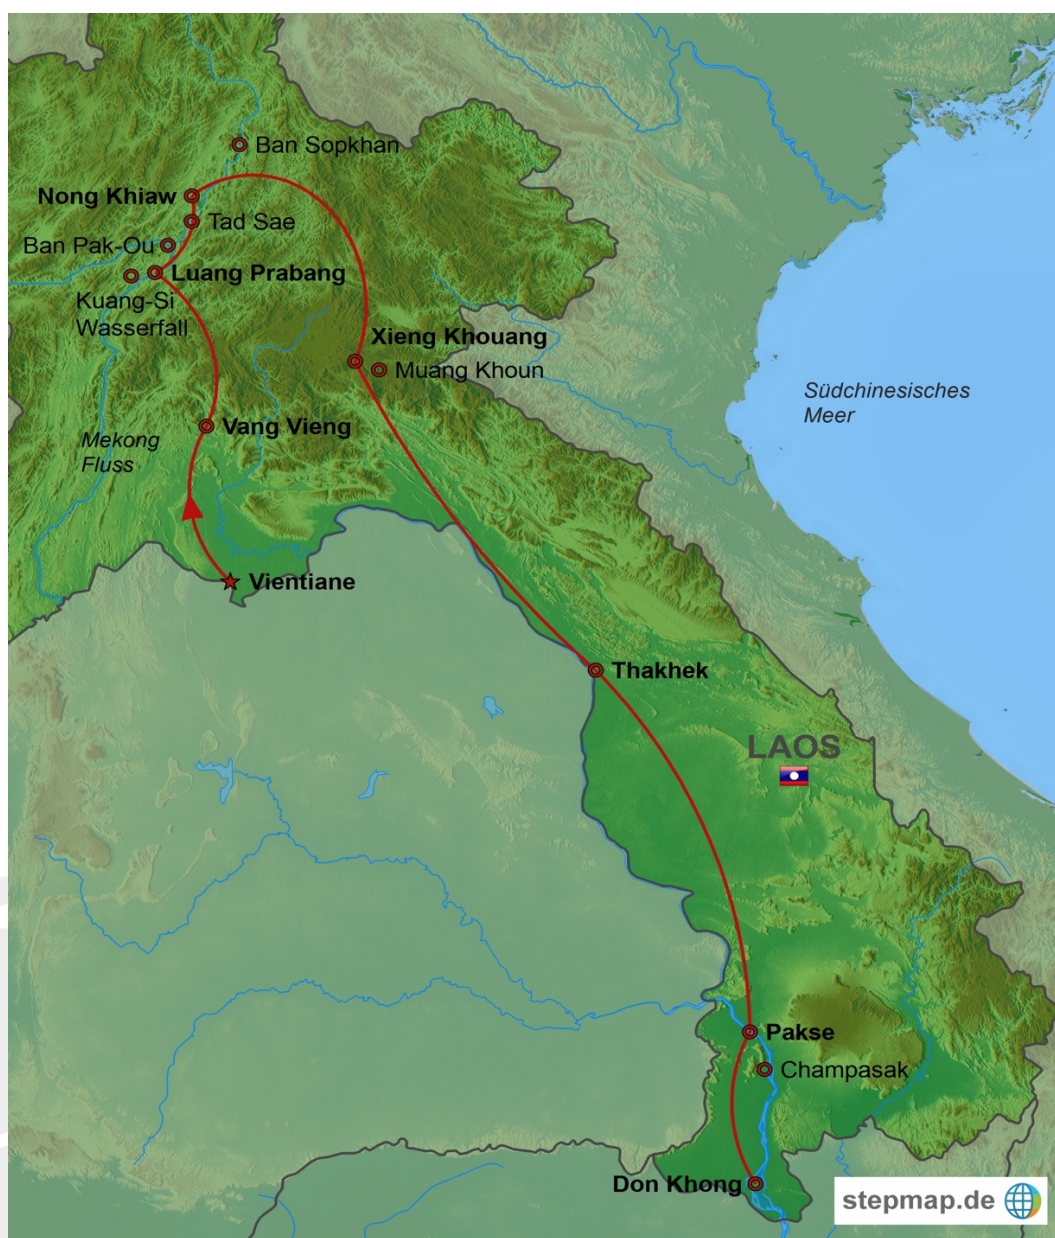 Ban Sopkhan
Nong Khiaw
Tad Sae
Ban Pak-Ou
Luang Prabang
Kuang-Si
Wasserfall
Xieng Khouang
Muang Khoun
Südchinesisches
Meer
Vang Vieng
Mekong
Fluss
Vientiane
Thakhek
LAOS
Pakse
Champasak
Don Khong
stepmap.de